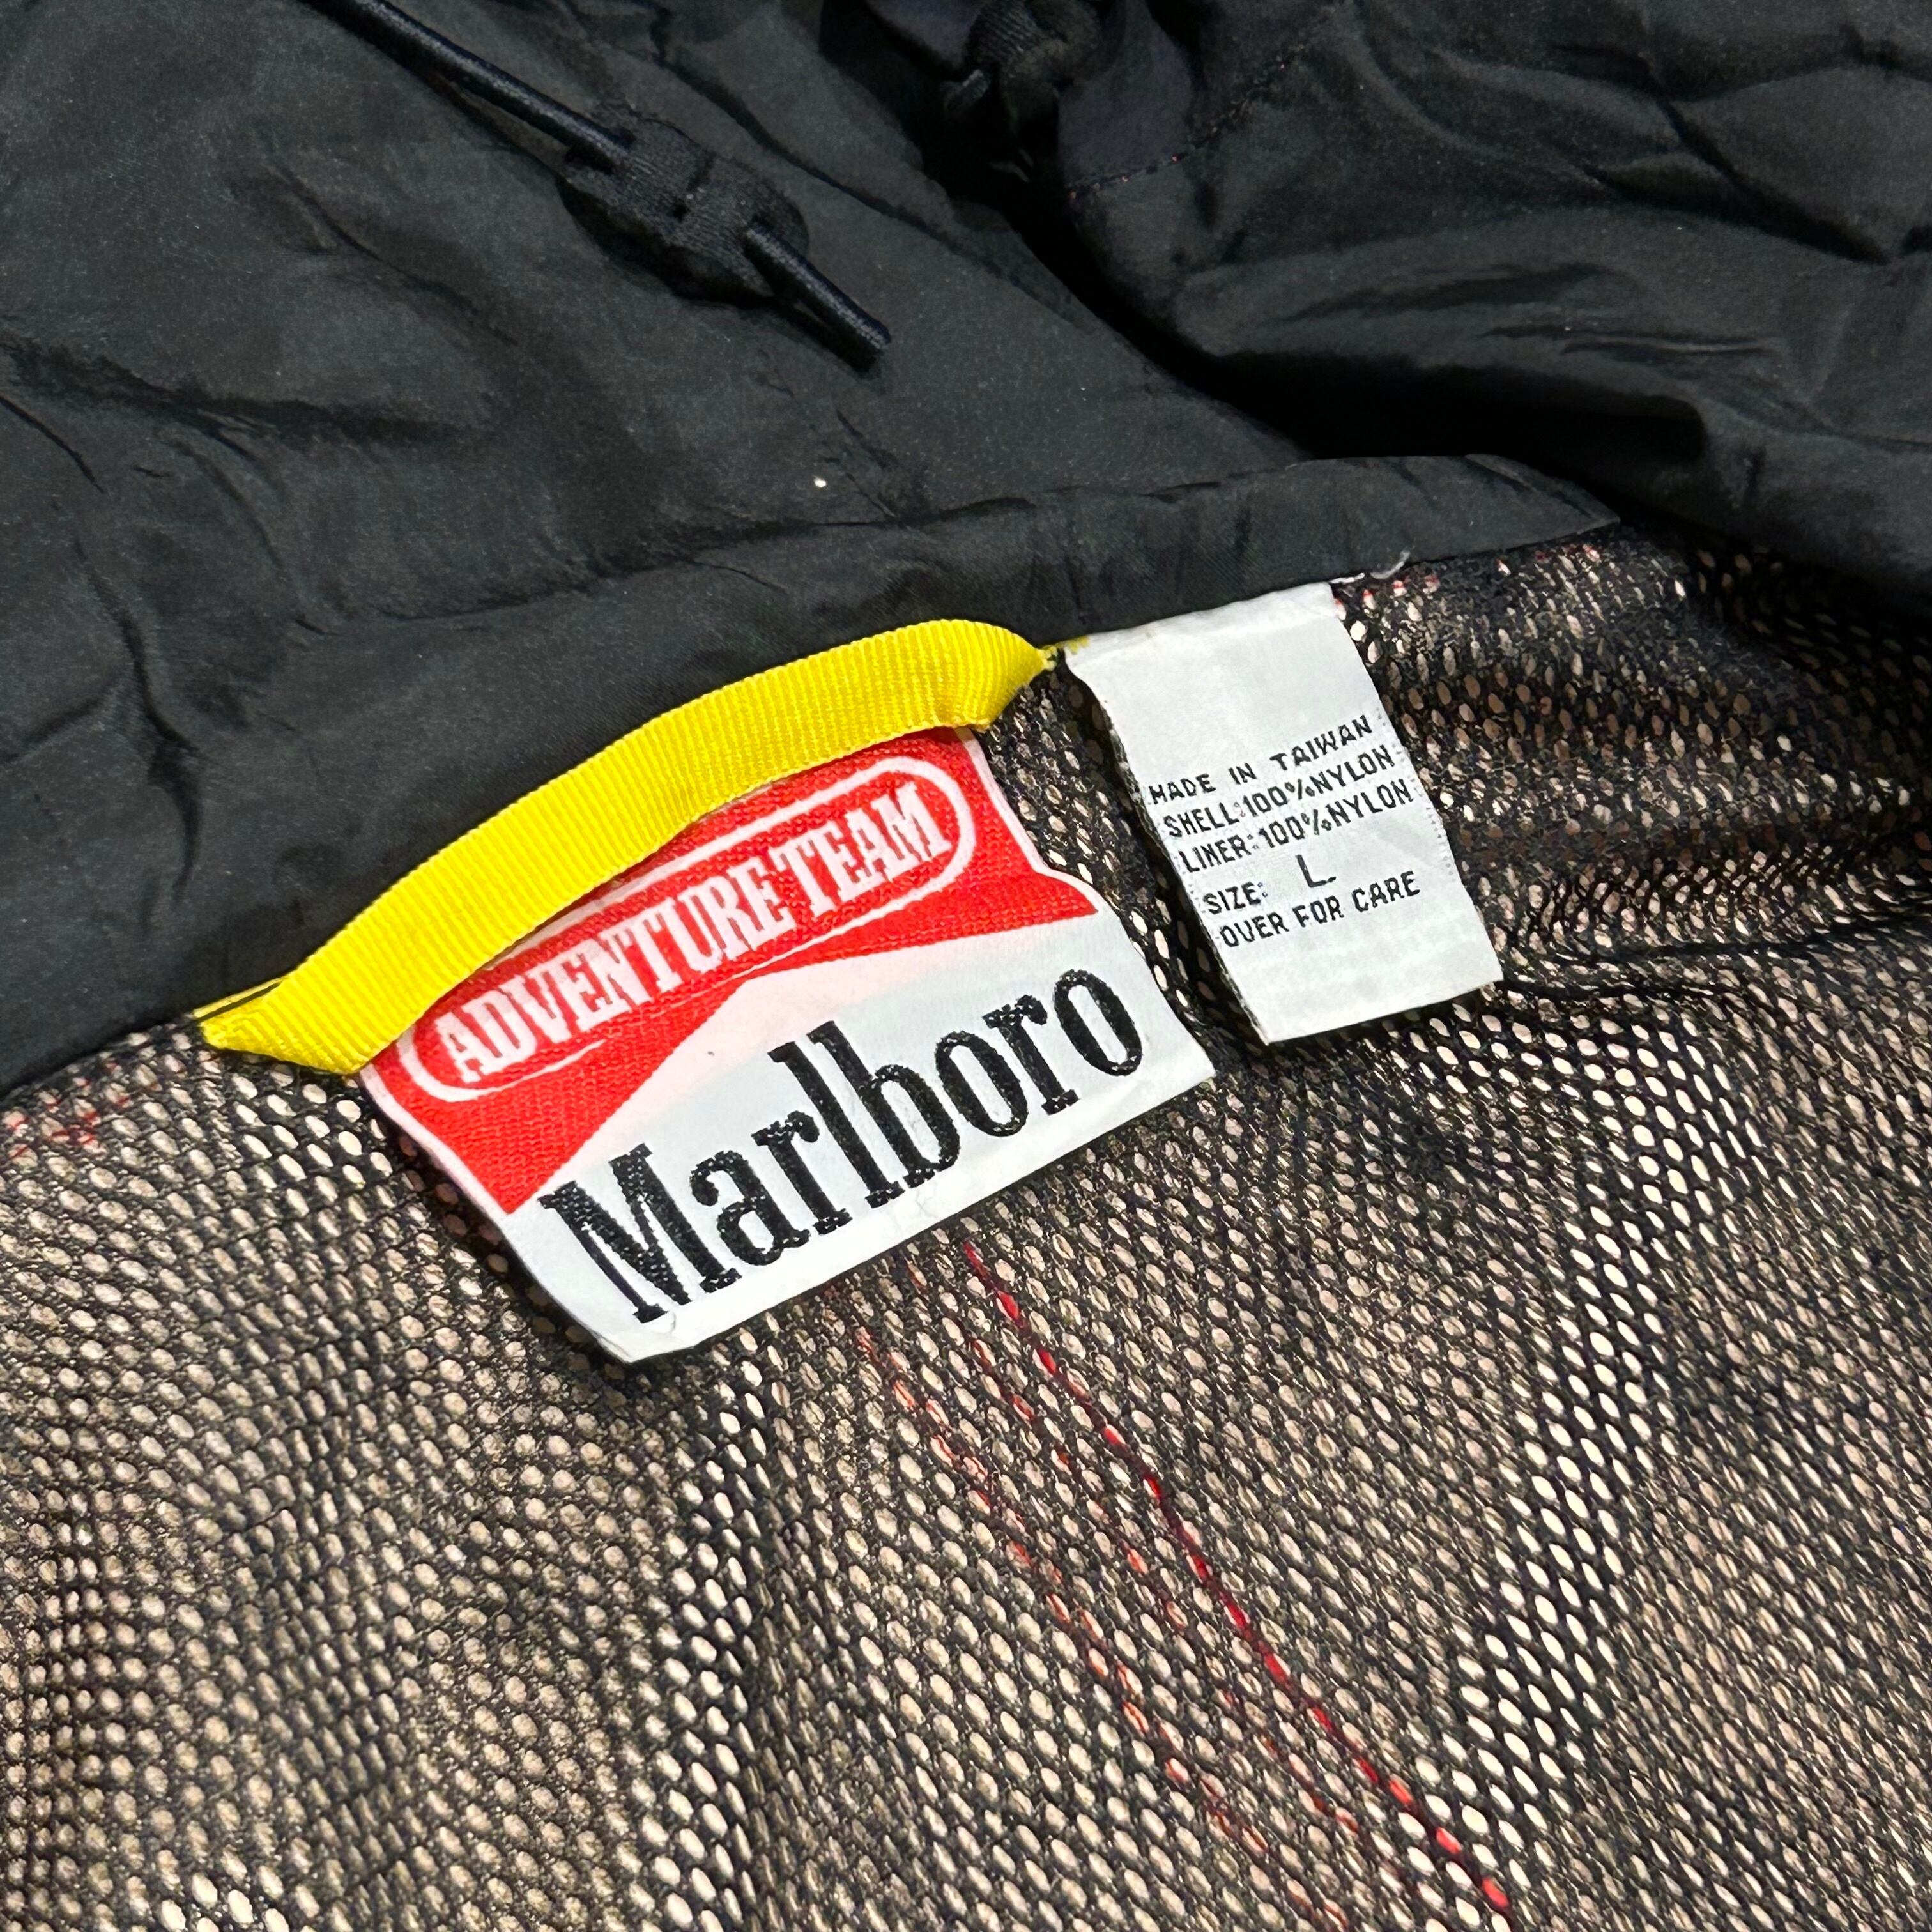 ADVENTURE TEAM
Marlboro
MADE IN TAIWAN
SHELL:100%NYLON
LINER:100%NYLON
SIZE: L
OVER FOR CARE